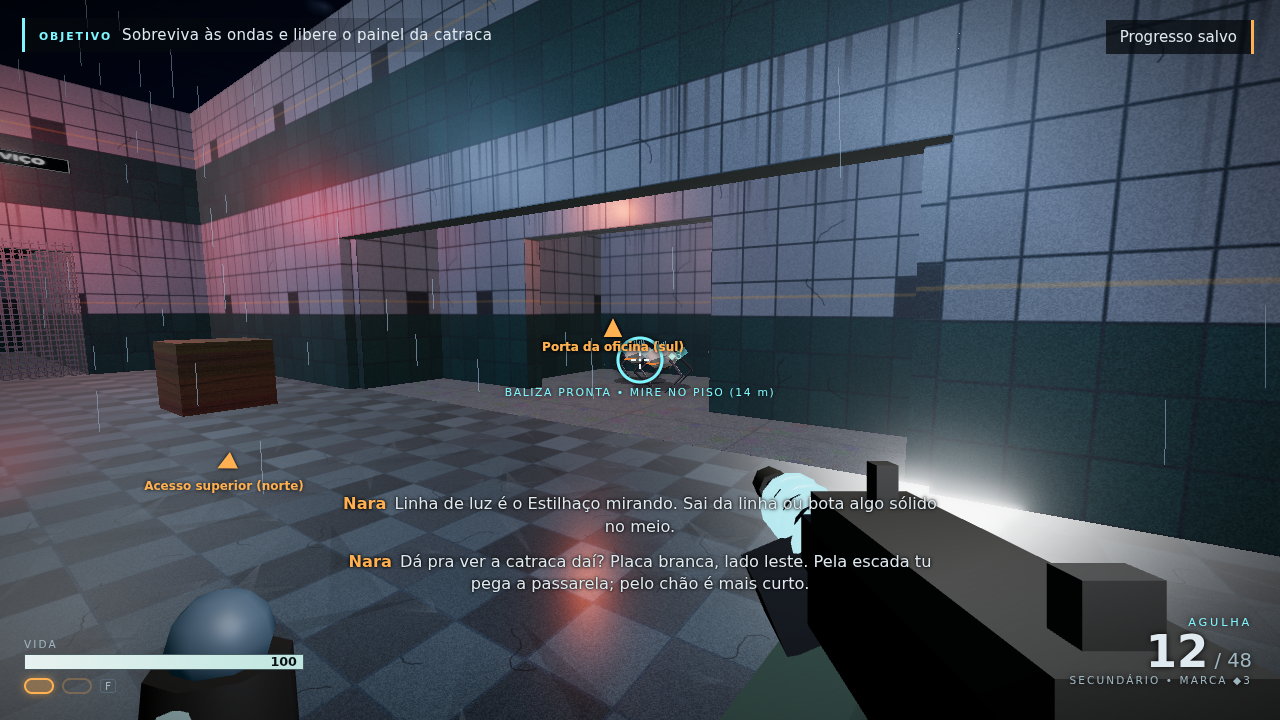 OBJETIVO Sobreviva às ondas e libere o painel da catraca
Progresso salvo
VIÇO
Porta da oficina (sul)
BALIZA PRONTA • MIRE NO PISO (14 m)
Acesso superior (norte)
Nara Linha de luz é o Estilhaço mirando. Sai da linha ou bota algo sólido
no meio.
Nara Dá pra ver a catraca daí? Placa branca, lado leste. Pela escada tu
pega a passarela; pelo chão é mais curto.
VIDA
100
F
AGULHA
12 / 48
SECUNDÁRIO • MARCA ◆3